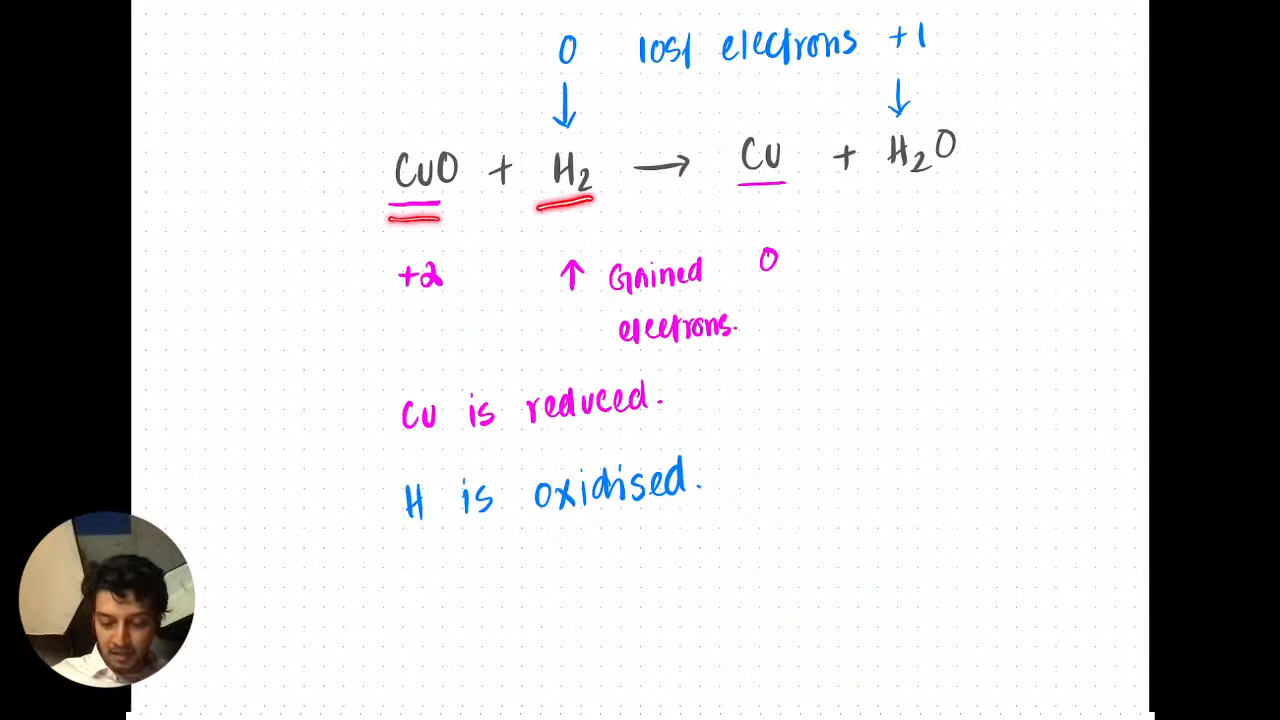 0 lost electrons +1
↓ ↓
CuO + H₂ → Cu + H₂O
+2 ↑ Gained 0
electrons.
Cu is reduced.
H is oxidised.